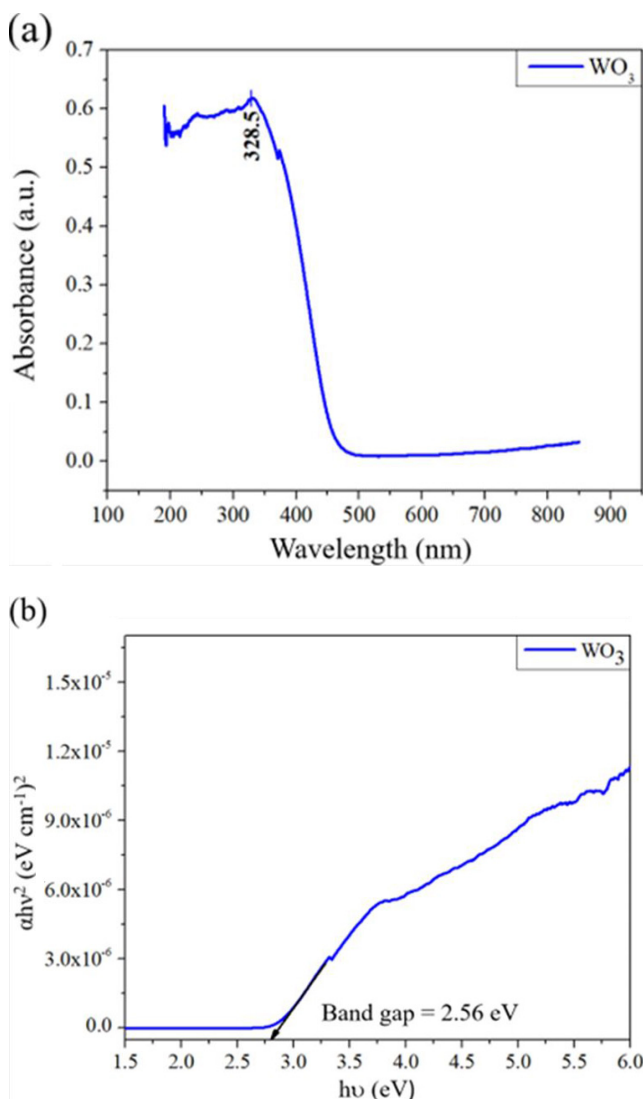 (a)
WO3
0.7
0.6
0.5
0.4
0.3
0.2
0.1
0.0
328.5
Absorbance (a.u.)
100 200 300 400 500 600 700 800 900
Wavelength (nm)
(b)
WO3
1.5x10-5
1.2x10-5
9.0x10-6
6.0x10-6
3.0x10-6
0.0
αhν2 (eV cm-1)2
Band gap = 2.56 eV
1.5 2.0 2.5 3.0 3.5 4.0 4.5 5.0 5.5 6.0
hυ (eV)